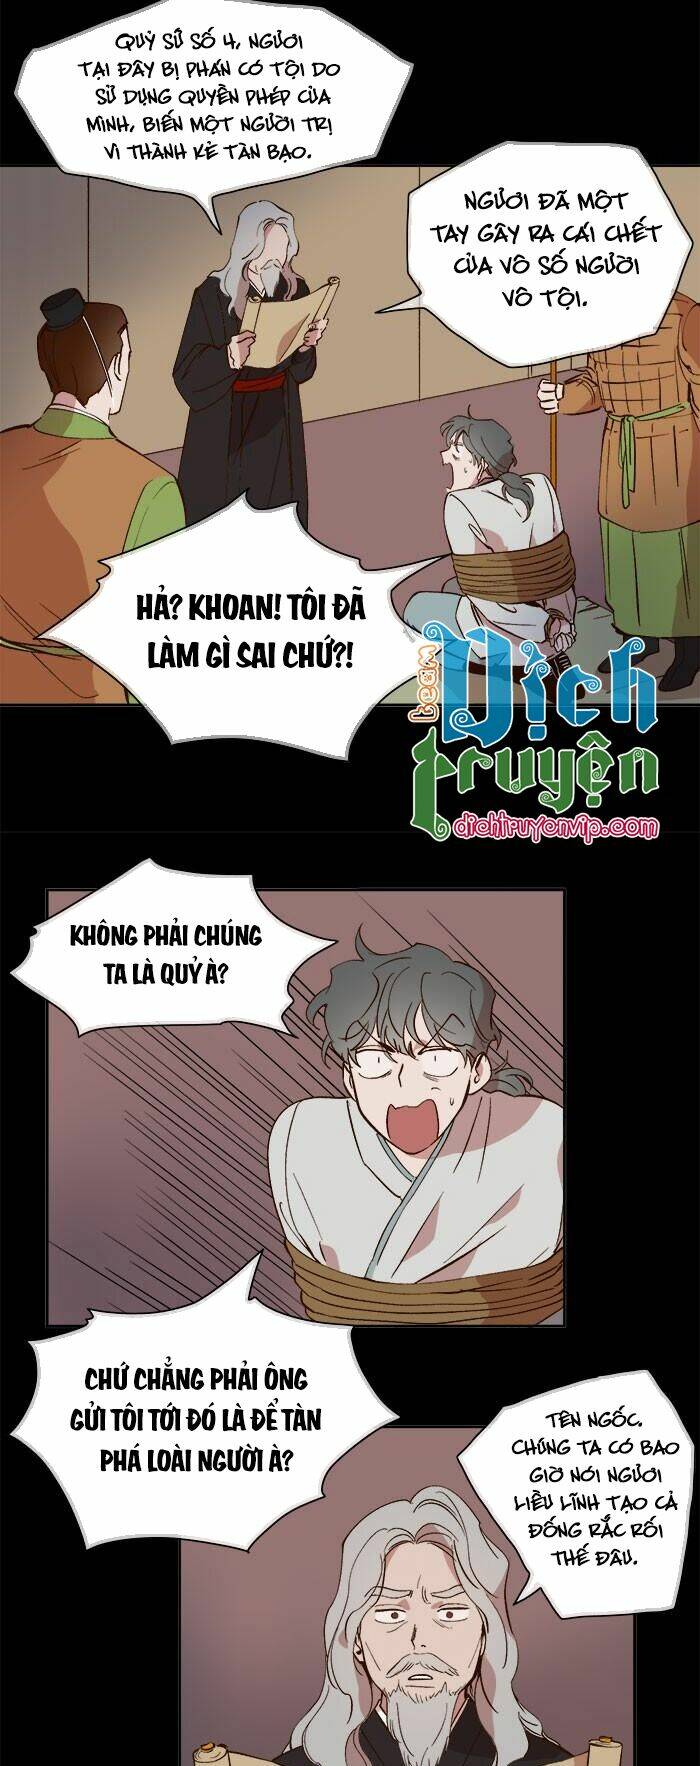 QUỶ SỨ SỐ 4, NGƯƠI
TẠI ĐÂY BỊ PHÁN CÓ TỘI DO
SỬ DỤNG QUYỀN PHÉP CỦA
MÌNH, BIẾN MỘT NGƯỜI TRỊ
VÌ THÀNH KẺ TÀN BẠO.
NGƯƠI ĐÃ MỘT
TAY GÂY RA CÁI CHẾT
CỦA VÔ SỐ NGƯỜI
VÔ TỘI.
HẢ? KHOAN! TÔI ĐÃ
LÀM GÌ SAI CHỨ?!
team
Dịch
truyện
dichtruyenvip.com
KHÔNG PHẢI CHÚNG
TA LÀ QUỶ À?
CHỨ CHẲNG PHẢI ÔNG
GỬI TÔI TỚI ĐÓ LÀ ĐỂ TÀN
PHÁ LOÀI NGƯỜI À?
TÊN NGỐC.
CHÚNG TA CÓ BAO
GIỜ NÓI NGƯƠI
LIỀU LĨNH TẠO CẢ
ĐỐNG RẮC RỐI
THẾ ĐÂU.